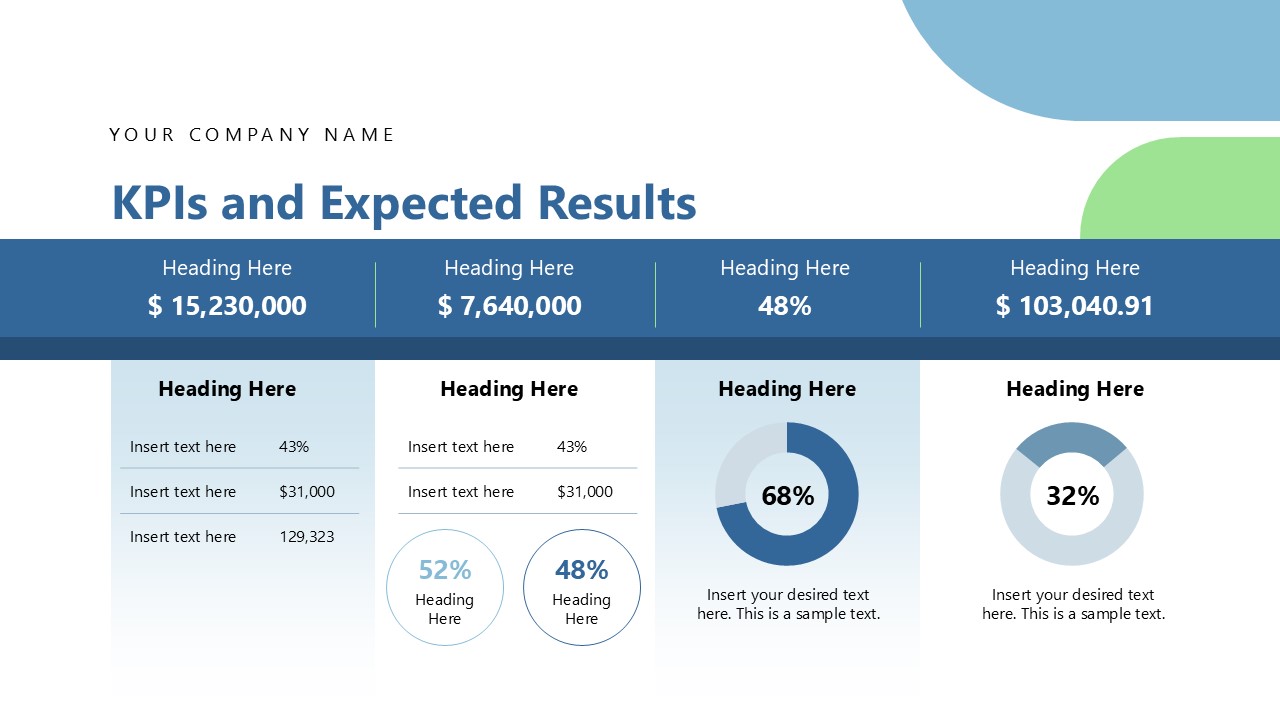 YOUR COMPANY NAME
KPIs and Expected Results
Heading Here
$ 15,230,000
Heading Here
$ 7,640,000
Heading Here
48%
Heading Here
$ 103,040.91
Heading Here
Insert text here 43%
Insert text here $31,000
Insert text here 129,323
Heading Here
Insert text here 43%
Insert text here $31,000
52%
Heading
Here
48%
Heading
Here
Heading Here
68%
Insert your desired text
here. This is a sample text.
Heading Here
32%
Insert your desired text
here. This is a sample text.